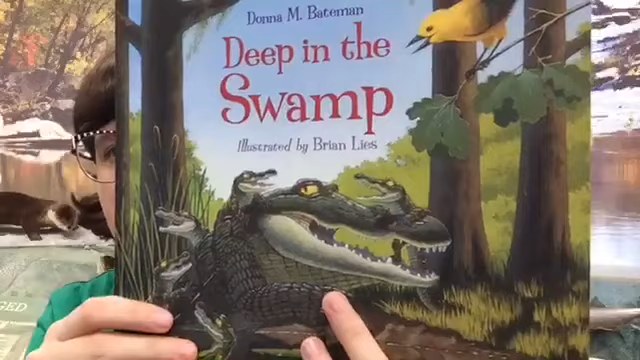 Donna M. Bateman
Deep in the
Swamp
Illustrated by Brian Lies